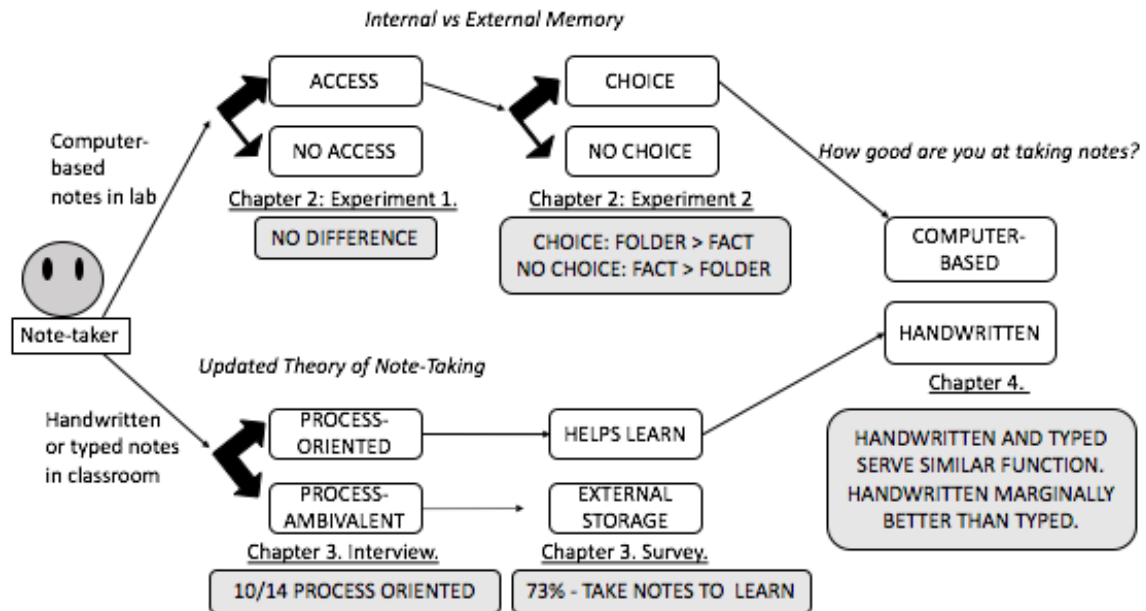 Internal vs External Memory
ACCESS
CHOICE
Computer-
based
notes in lab
NO ACCESS
NO CHOICE
How good are you at taking notes?
Chapter 2: Experiment 1.
Chapter 2: Experiment 2
NO DIFFERENCE
CHOICE: FOLDER > FACT
NO CHOICE: FACT > FOLDER
COMPUTER-
BASED
Note-taker
HANDWRITTEN
Updated Theory of Note-Taking
Chapter 4.
Handwritten
or typed notes
in classroom
PROCESS-
ORIENTED
HELPS LEARN
HANDWRITTEN AND TYPED
SERVE SIMILAR FUNCTION.
HANDWRITTEN MARGINALLY
BETTER THAN TYPED.
PROCESS-
AMBIVALENT
EXTERNAL
STORAGE
Chapter 3. Interview.
Chapter 3. Survey.
10/14 PROCESS ORIENTED
73% - TAKE NOTES TO LEARN